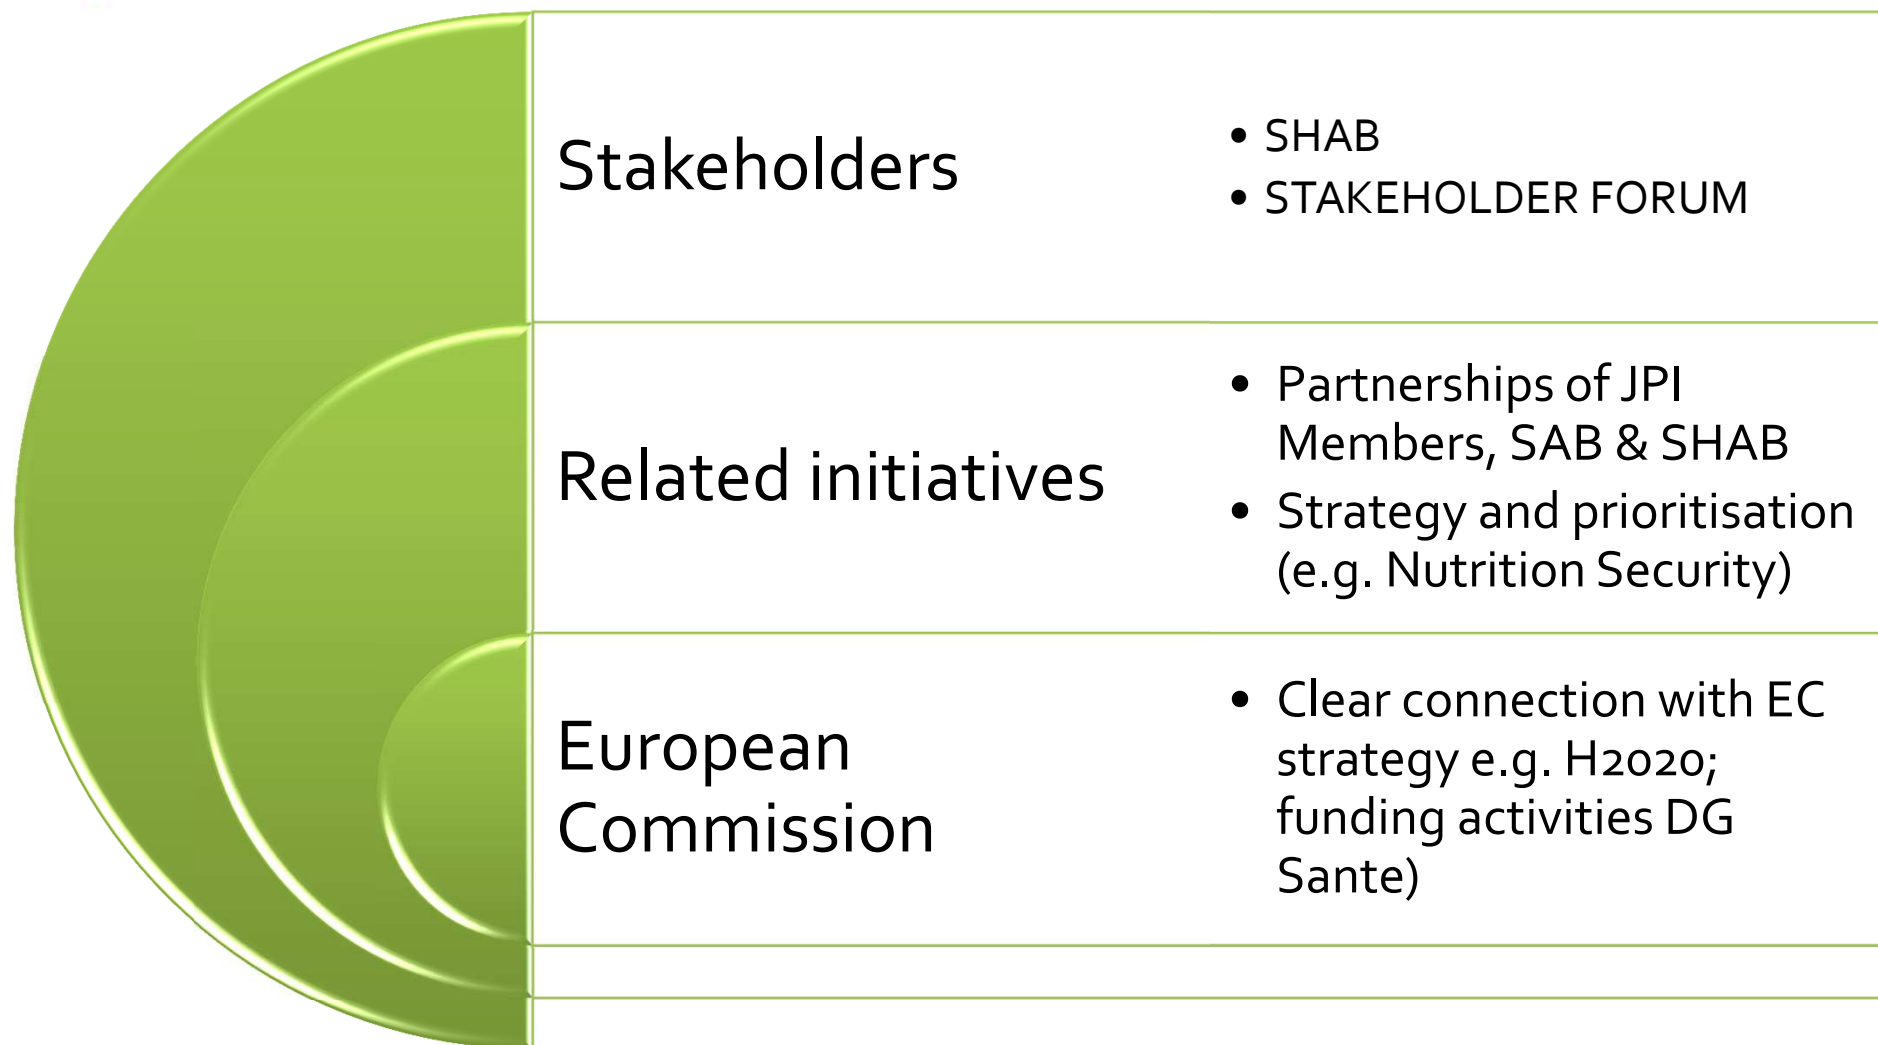 Stakeholders
• SHAB
• STAKEHOLDER FORUM
Related initiatives
• Partnerships of JPI
Members, SAB & SHAB
• Strategy and prioritisation
(e.g. Nutrition Security)
European
Commission
• Clear connection with EC
strategy e.g. H2020;
funding activities DG
Sante)